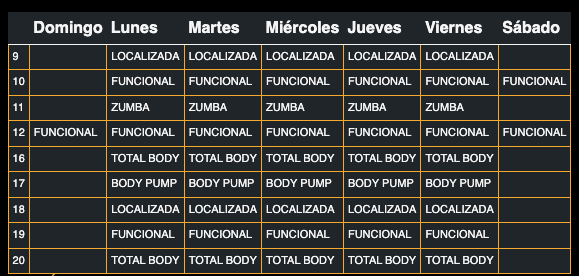 Domingo Lunes Martes Miércoles Jueves Viernes Sábado
9 LOCALIZADA LOCALIZADA LOCALIZADA LOCALIZADA LOCALIZADA
10 FUNCIONAL FUNCIONAL FUNCIONAL FUNCIONAL FUNCIONAL FUNCIONAL
11 ZUMBA ZUMBA ZUMBA ZUMBA ZUMBA
12 FUNCIONAL FUNCIONAL FUNCIONAL FUNCIONAL FUNCIONAL FUNCIONAL FUNCIONAL
16 TOTAL BODY TOTAL BODY TOTAL BODY TOTAL BODY TOTAL BODY
17 BODY PUMP BODY PUMP BODY PUMP BODY PUMP BODY PUMP
18 LOCALIZADA LOCALIZADA LOCALIZADA LOCALIZADA LOCALIZADA
19 FUNCIONAL FUNCIONAL FUNCIONAL FUNCIONAL FUNCIONAL
20 TOTAL BODY TOTAL BODY TOTAL BODY TOTAL BODY TOTAL BODY